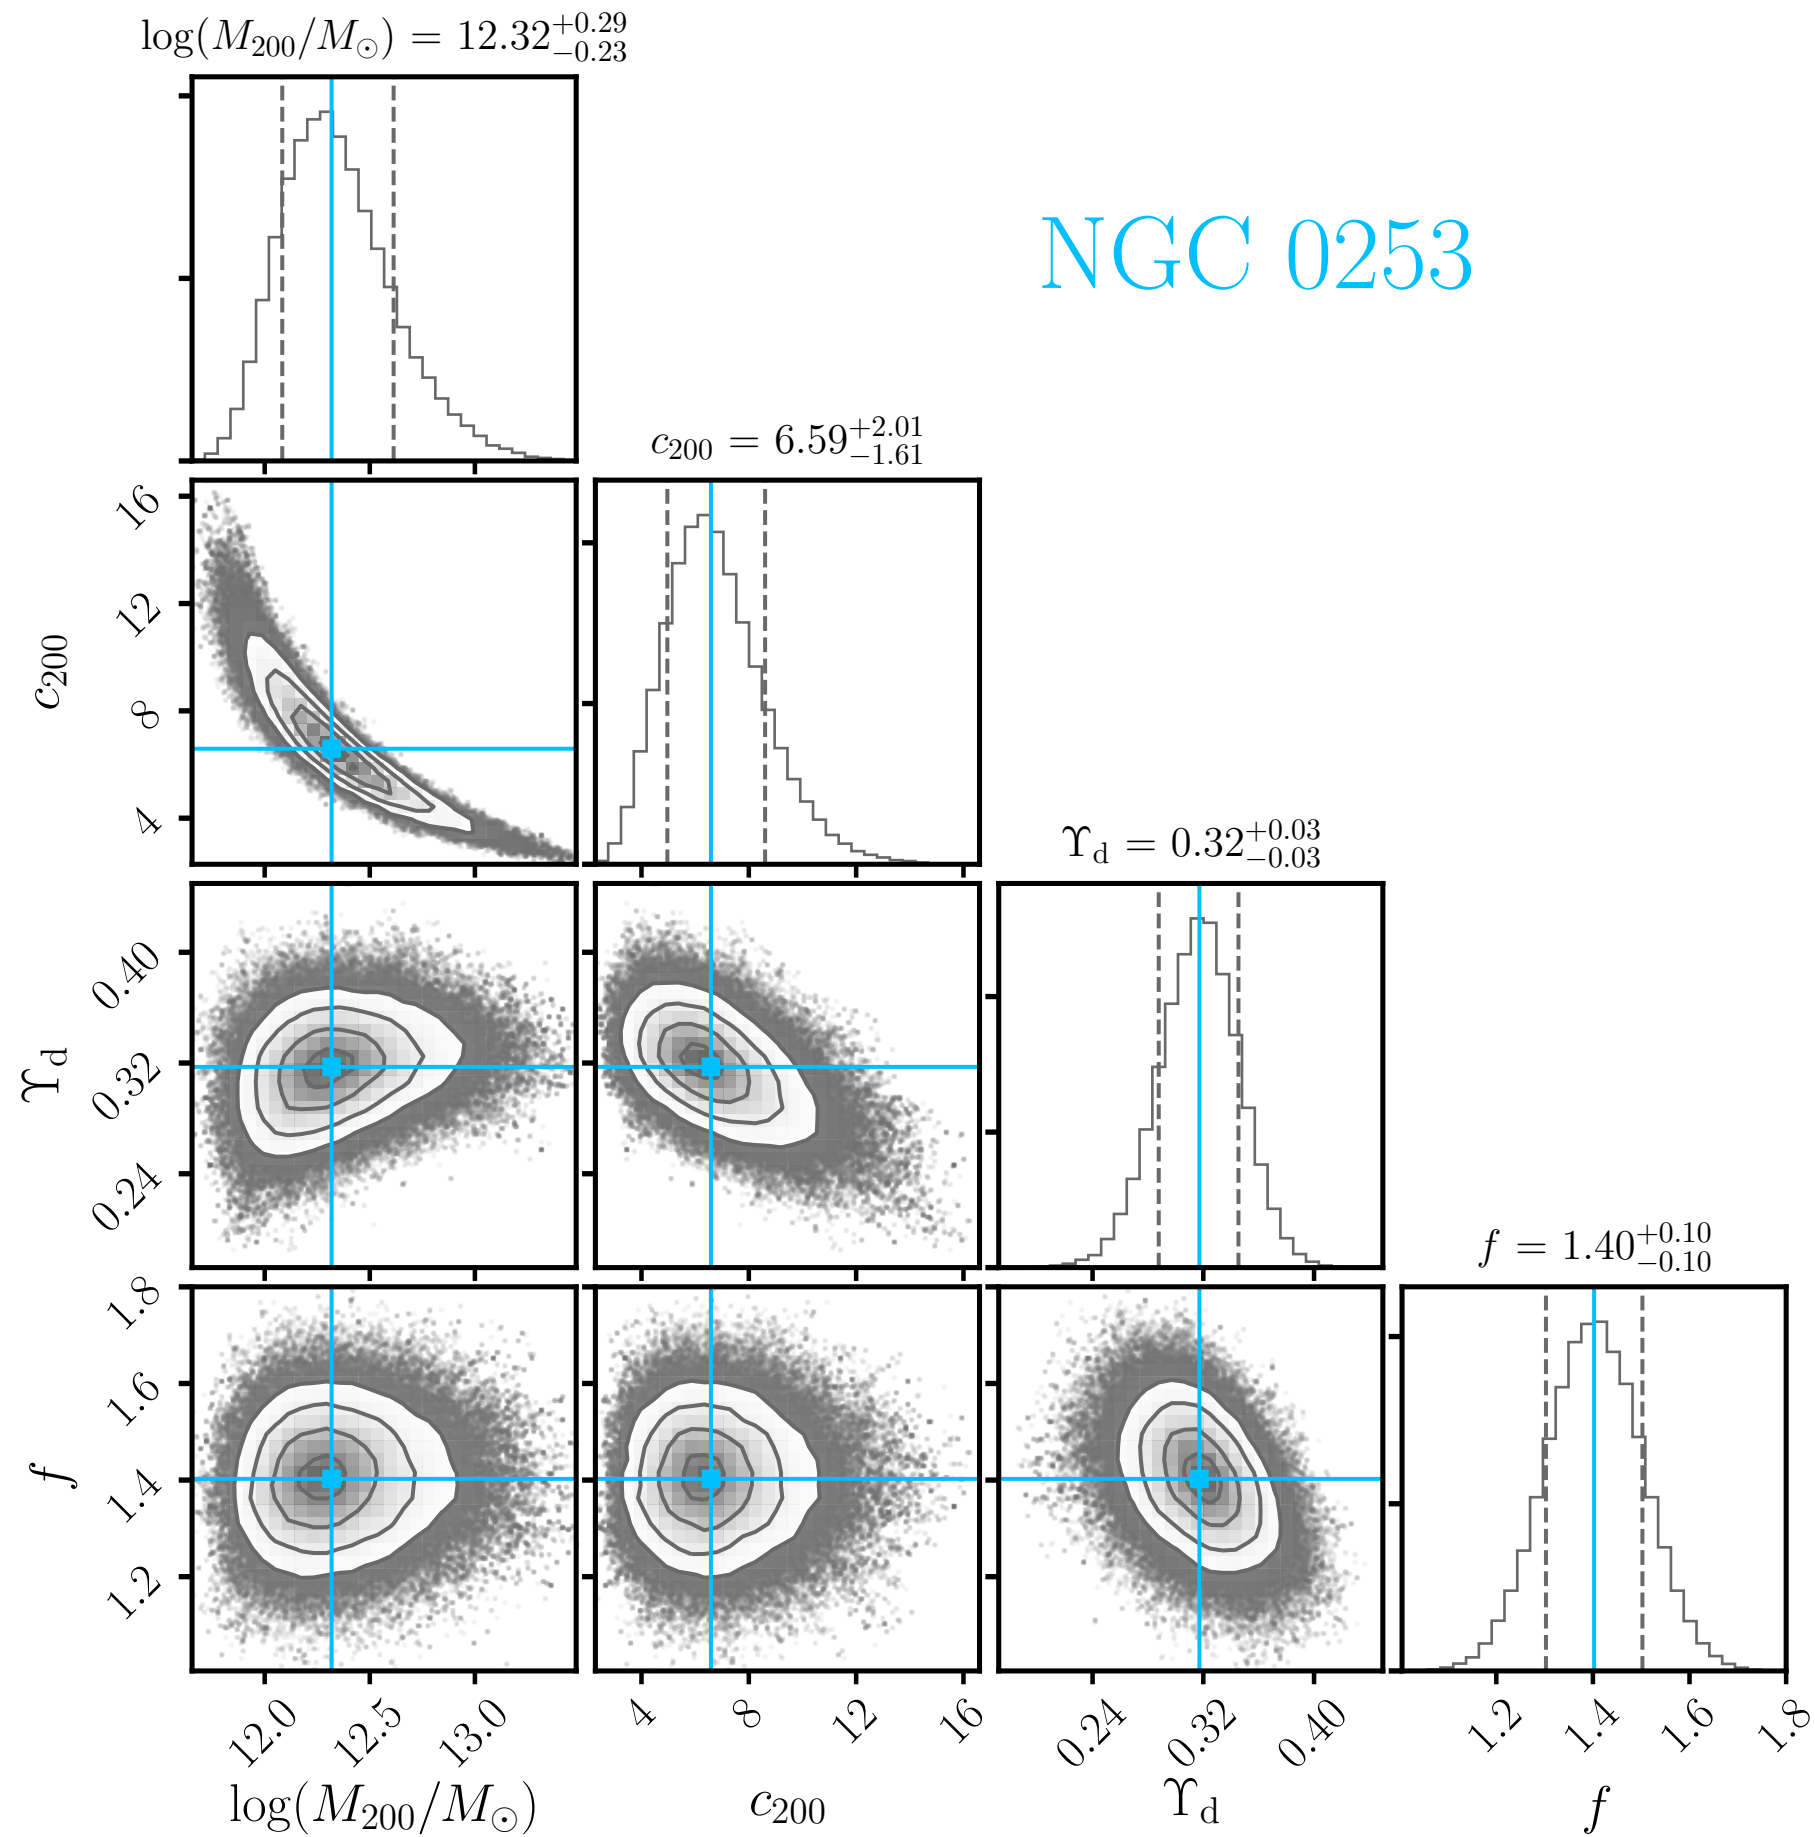 log(M₂₀₀/M⊙) = 12.32⁺⁰·²⁹₋₀.₂₃
NGC 0253
c₂₀₀ = 6.59⁺²·⁰¹₋₁.₆₁
16
12
8
4
c₂₀₀
ϒd = 0.32⁺⁰·⁰³₋₀.₀₃
0.40
0.32
0.24
ϒd
f = 1.40⁺⁰·¹⁰₋₀.₁₀
1.8
1.6
1.4
1.2
f
12.0 12.5 13.0 4 8 12 16 0.24 0.32 0.40 1.2 1.4 1.6 1.8
log(M₂₀₀/M⊙) c₂₀₀ ϒd f